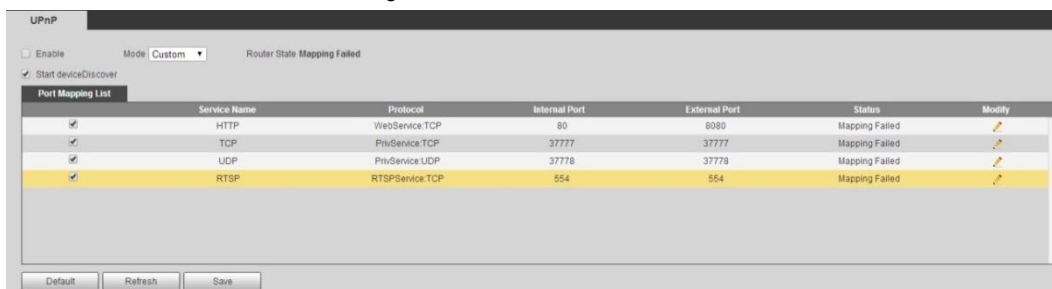 UPnP
Enable Mode Custom Router State Mapping Failed
Start deviceDiscover
Port Mapping List
Service Name Protocol Internal Port External Port Status Modify
HTTP WebService:TCP 80 8080 Mapping Failed
TCP PrivService:TCP 37777 37777 Mapping Failed
UDP PrivService:UDP 37778 37778 Mapping Failed
RTSP RTSPService:TCP 554 554 Mapping Failed
Default Refresh Save